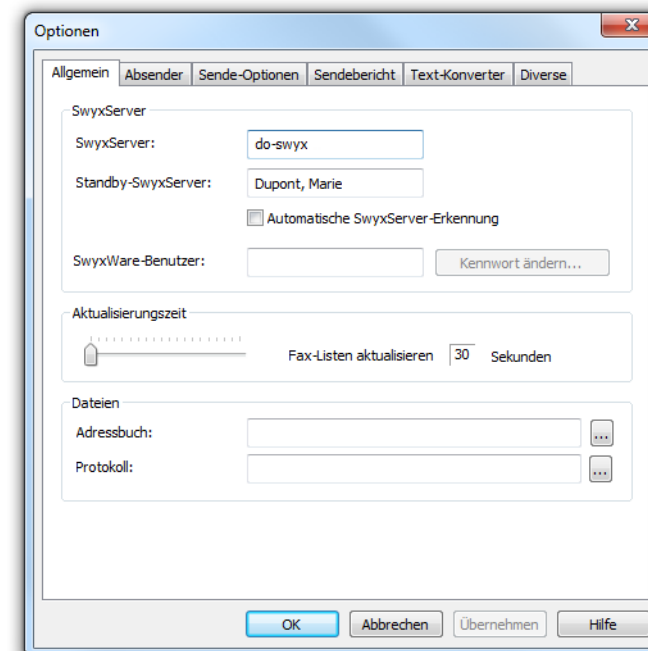 Optionen
Allgemein Absender Sende-Optionen Sendebericht Text-Konverter Diverse
SwyxServer
SwyxServer: do-swyx
Standby-SwyxServer: Dupont, Marie
Automatische SwyxServer-Erkennung
SwyxWare-Benutzer: Kennwort ändern...
Aktualisierungszeit
Fax-Listen aktualisieren 30 Sekunden
Dateien
Adressbuch: ...
Protokoll: ...
OK Abbrechen Übernehmen Hilfe